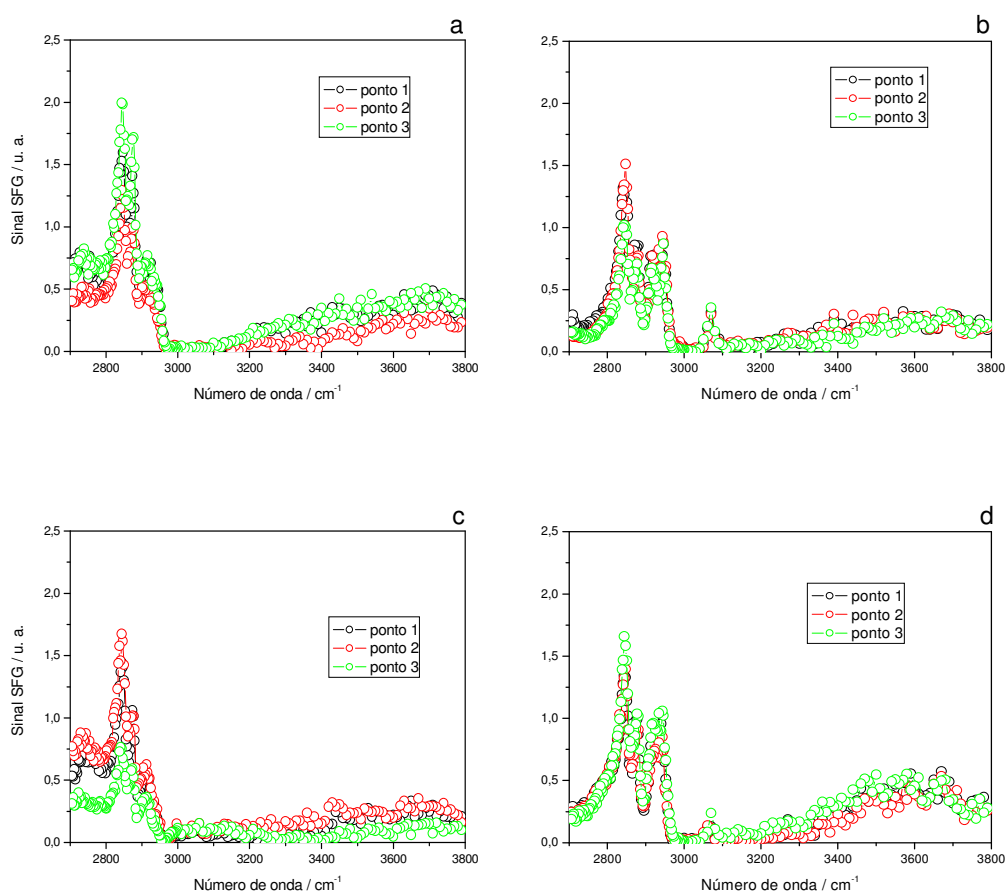 a
2,5
2,0
1,5
1,0
0,5
0,0
Sinal SFG / u. a.
ponto 1
ponto 2
ponto 3
2800 3000 3200 3400 3600 3800
Número de onda / cm⁻¹
b
2,5
2,0
1,5
1,0
0,5
0,0
ponto 1
ponto 2
ponto 3
2800 3000 3200 3400 3600 3800
Número de onda / cm⁻¹
c
2,5
2,0
1,5
1,0
0,5
0,0
Sinal SFG / u. a.
ponto 1
ponto 2
ponto 3
2800 3000 3200 3400 3600 3800
Número de onda / cm⁻¹
d
2,5
2,0
1,5
1,0
0,5
0,0
ponto 1
ponto 2
ponto 3
2800 3000 3200 3400 3600 3800
Número de onda / cm⁻¹